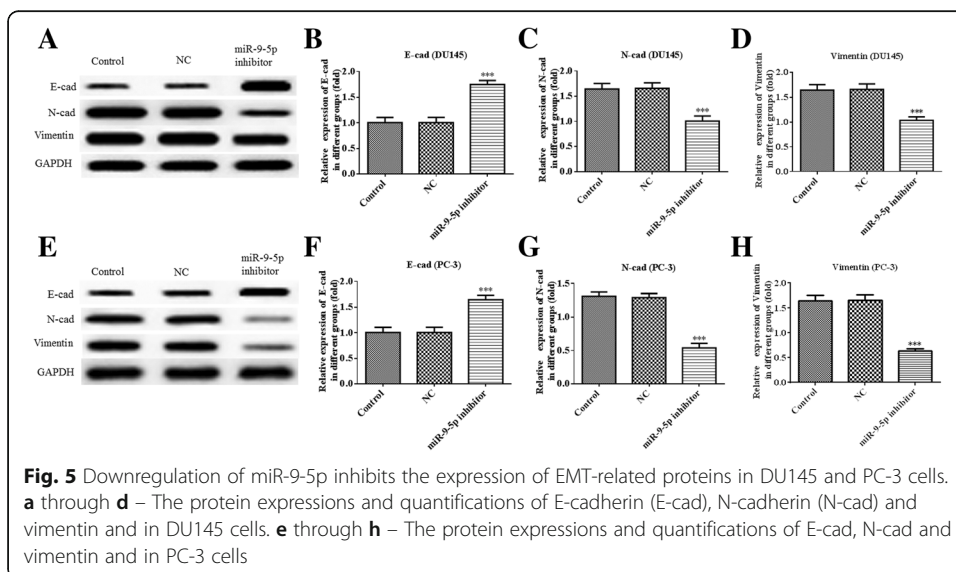 A
Control NC miR-9-5p inhibitor
E-cad
N-cad
Vimentin
GAPDH
B
E-cad (DU145)
Relative expression of E-cad
in different groups (fold)
2.0
1.5
1.0
0.5
0.0
***
Control
NC
miR-9-5p inhibitor
C
N-cad (DU145)
Relative expression of N-cad
in different groups (fold)
2.0
1.5
1.0
0.5
0.0
***
Control
NC
miR-9-5p inhibitor
D
Vimentin (DU145)
Relative expression of Vimentin
in different groups (fold)
2.0
1.5
1.0
0.5
0.0
***
Control
NC
miR-9-5p inhibitor
E
Control NC miR-9-5p inhibitor
E-cad
N-cad
Vimentin
GAPDH
F
E-cad (PC-3)
Relative expression of E-cad
in different groups (fold)
2.0
1.5
1.0
0.5
0.0
***
Control
NC
miR-9-5p inhibitor
G
N-cad (PC-3)
Relative expression of N-cad
in different groups (fold)
1.5
1.0
0.5
0.0
***
Control
NC
miR-9-5p inhibitor
H
Vimentin (PC-3)
Relative expression of Vimentin
in different groups (fold)
2.0
1.5
1.0
0.5
0.0
***
Control
NC
miR-9-5p inhibitor
Fig. 5 Downregulation of miR-9-5p inhibits the expression of EMT-related proteins in DU145 and PC-3 cells.
a through d – The protein expressions and quantifications of E-cadherin (E-cad), N-cadherin (N-cad) and
vimentin and in DU145 cells. e through h – The protein expressions and quantifications of E-cad, N-cad and
vimentin and in PC-3 cells